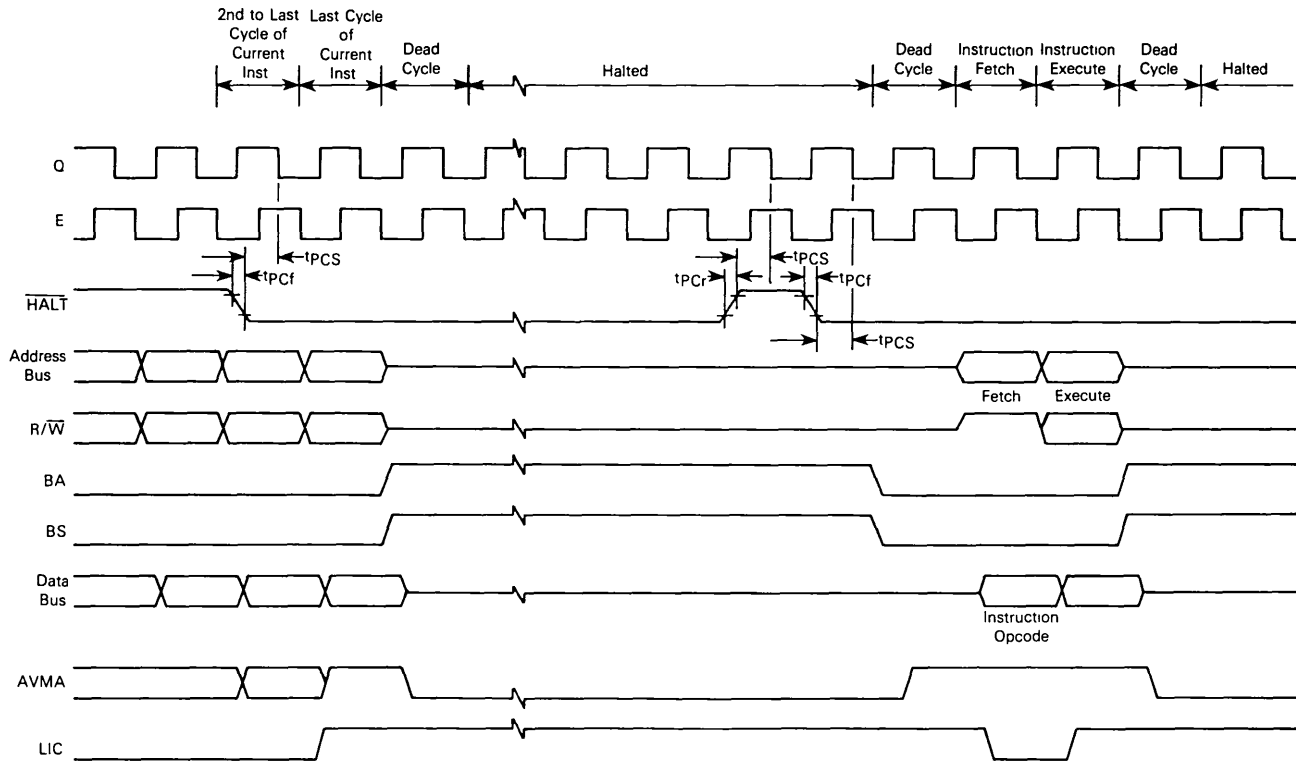 2nd to Last
Cycle of
Current
Inst
Last Cycle
of
Current
Inst
Dead
Cycle
Halted
Dead
Cycle
Instruction
Fetch
Instruction
Execute
Dead
Cycle
Halted
Q
E
tPCS
tPCf
tPCS
tPCr
tPCf
tPCS
HALT
Address
Bus
Fetch
Execute
R/W
BA
BS
Data
Bus
Instruction
Opcode
AVMA
LIC